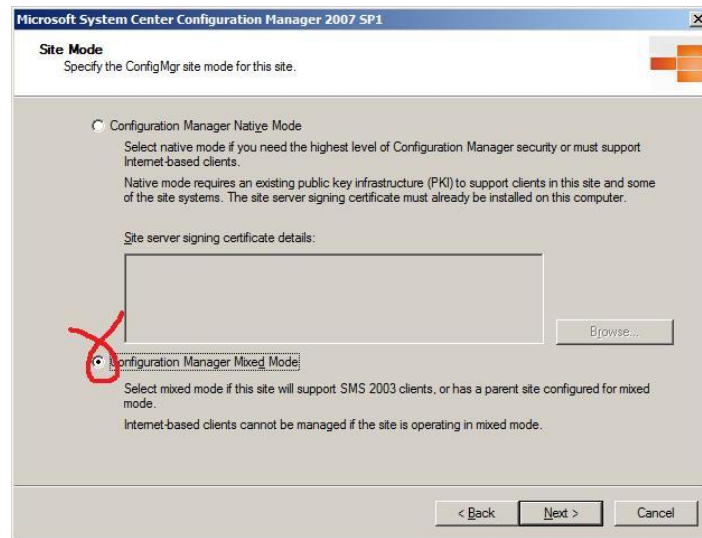 Microsoft System Center Configuration Manager 2007 SP1
Site Mode
Specify the ConfigMgr site mode for this site.
Configuration Manager Native Mode
Select native mode if you need the highest level of Configuration Manager security or must support
Internet-based clients.
Native mode requires an existing public key infrastructure (PKI) to support clients in this site and some
of the site systems. The site server signing certificate must already be installed on this computer.
Site server signing certificate details:
Browse...
Configuration Manager Mixed Mode
Select mixed mode if this site will support SMS 2003 clients, or has a parent site configured for mixed
mode.
Internet-based clients cannot be managed if the site is operating in mixed mode.
< Back
Next >
Cancel